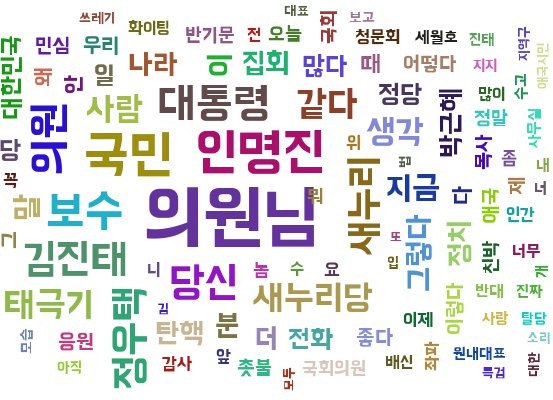 대표
쓰레기
화이팅
반기문
전
오늘
국회
보고
청문회
세월호
진태
지역구
애국시민
대한민국
민심
우리
왜
안
일
나라
이
집회
많다
때
어떻다
지지
많이
수고
사람
대통령
같다
정당
박근혜
정말
사무실
당
의원
국민
인명진
위
생각
목사
좀
법
내
꼭
말
보수
의원님
뭔
새누리
지금
다
애국
제
나
인간
그
김진태
또
그렇다
정치
친박
너무
개
니
당신
놈
수
요
새누리당
태극기
정우택
김
분
이제
이렇다
반대
진짜
사랑
탈당
모습
응원
탄핵
앞
더
전화
좋다
소리
아직
감사
촛불
모두
국회의원
배신
좌파
원내대표
특검
대한